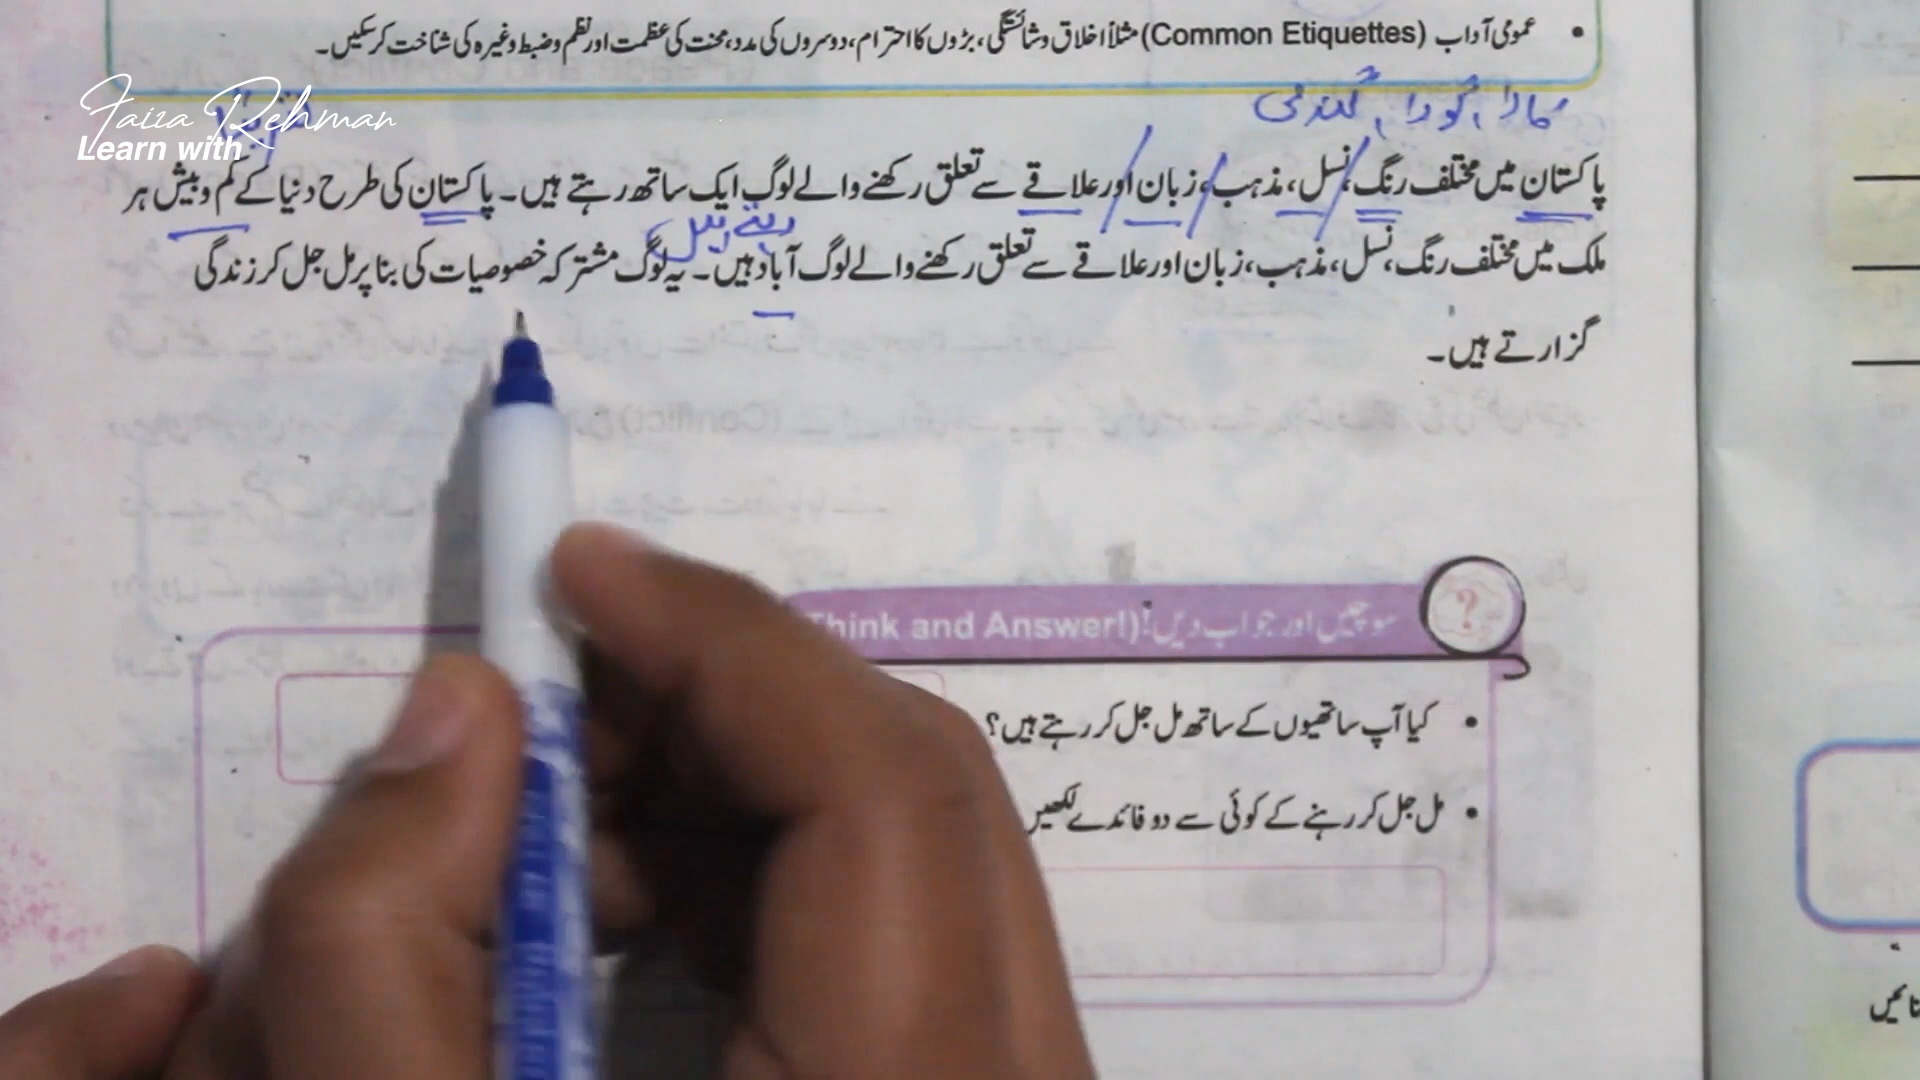 • عمومی آداب (Common Etiquettes) مثلاً اخلاق و شائستگی، بڑوں کا احترام، دوسروں کی مدد، محنت کی عظمت اور نظم و ضبط وغیرہ کی شناخت کر سکیں۔
Faiza Rehman
Learn with
کالا، گورا، گندمی
پاکستان میں مختلف رنگ، نسل، مذہب، زبان اور علاقے سے تعلق رکھنے والے لوگ ایک ساتھ رہتے ہیں۔ پاکستان کی طرح دنیا کے کم و بیش ہر
رہتے ہیں
ملک میں مختلف رنگ، نسل، مذہب، زبان اور علاقے سے تعلق رکھنے والے لوگ آباد ہیں۔ یہ لوگ مشترکہ خصوصیات کی بنا پر مل جل کر زندگی
گزارتے ہیں۔
سوچیں اور جواب دیں! (Think and Answer!)
?
• کیا آپ ساتھیوں کے ساتھ مل جل کر رہتے ہیں؟
• مل جل کر رہنے کے کوئی سے دو فائدے لکھیں